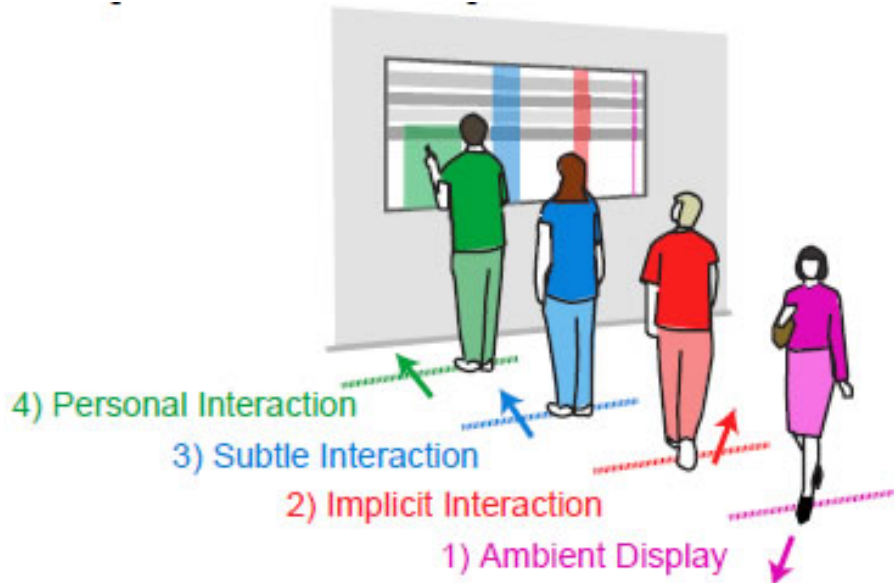 4) Personal Interaction
3) Subtle Interaction
2) Implicit Interaction
1) Ambient Display